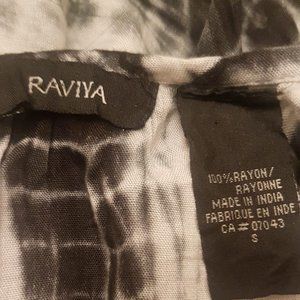 RAVIYA
100% RAYON/
RAYONNE
MADE IN INDIA
FABRIQUE EN INDE
CA# 07043
S